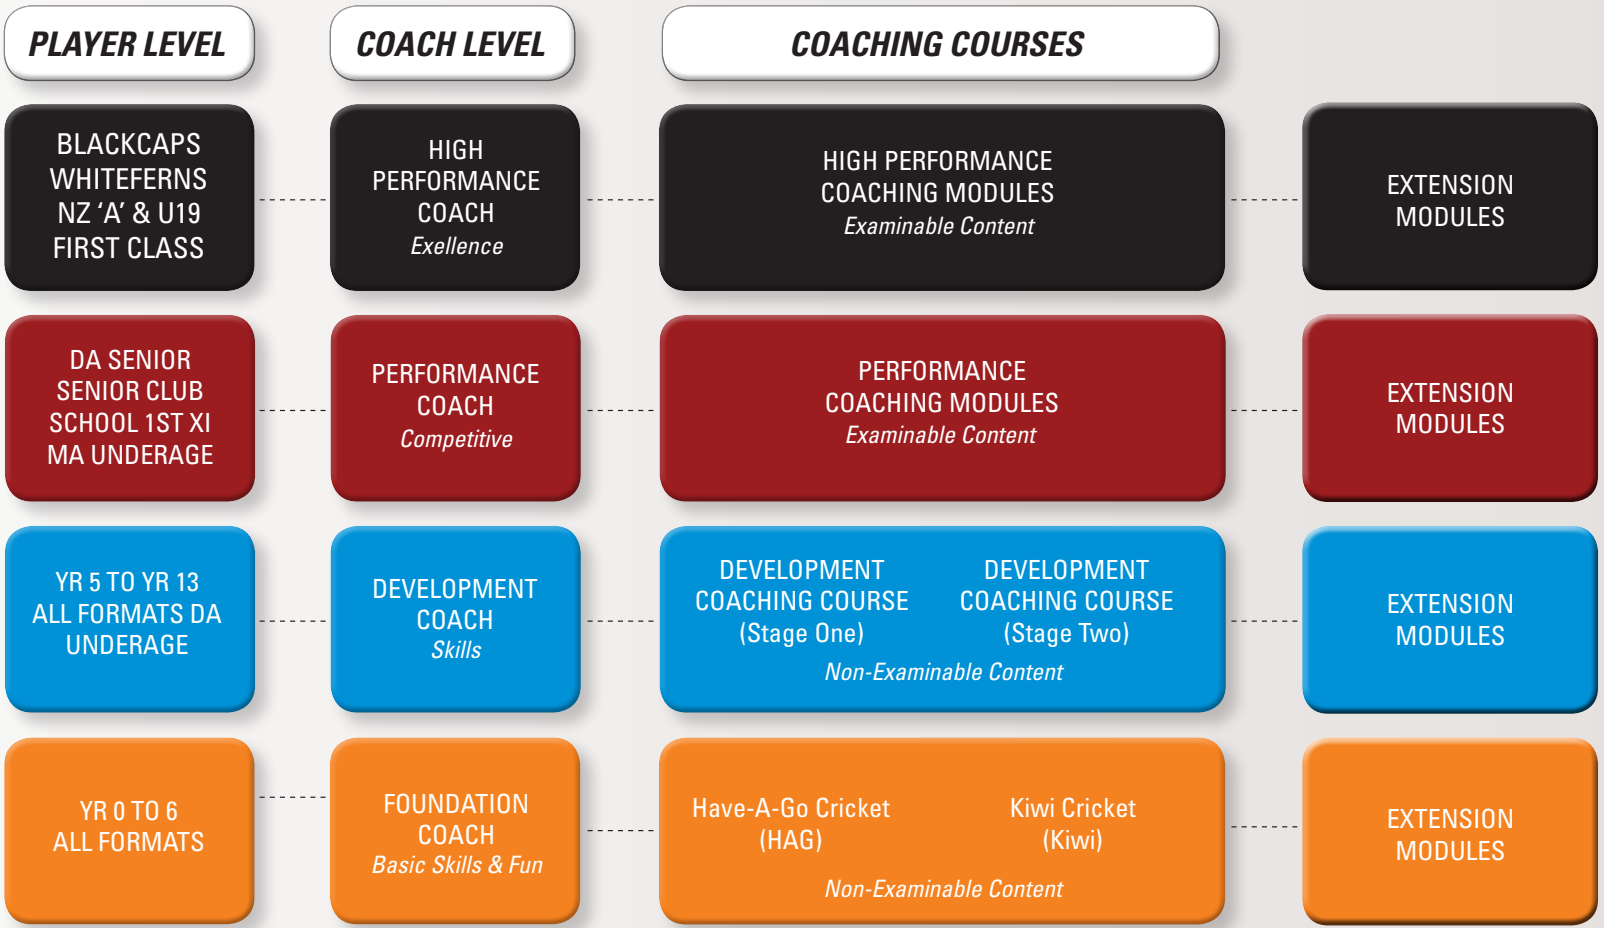 PLAYER LEVEL
COACH LEVEL
COACHING COURSES
BLACKCAPS
WHITEFERNS
NZ ‘A’ & U19
FIRST CLASS
HIGH
PERFORMANCE
COACH
Exellence
HIGH PERFORMANCE
COACHING MODULES
Examinable Content
EXTENSION
MODULES
DA SENIOR
SENIOR CLUB
SCHOOL 1ST XI
MA UNDERAGE
PERFORMANCE
COACH
Competitive
PERFORMANCE
COACHING MODULES
Examinable Content
EXTENSION
MODULES
YR 5 TO YR 13
ALL FORMATS DA
UNDERAGE
DEVELOPMENT
COACH
Skills
DEVELOPMENT
COACHING COURSE
(Stage One)
DEVELOPMENT
COACHING COURSE
(Stage Two)
Non-Examinable Content
EXTENSION
MODULES
YR 0 TO 6
ALL FORMATS
FOUNDATION
COACH
Basic Skills & Fun
Have-A-Go Cricket
(HAG)
Kiwi Cricket
(Kiwi)
Non-Examinable Content
EXTENSION
MODULES